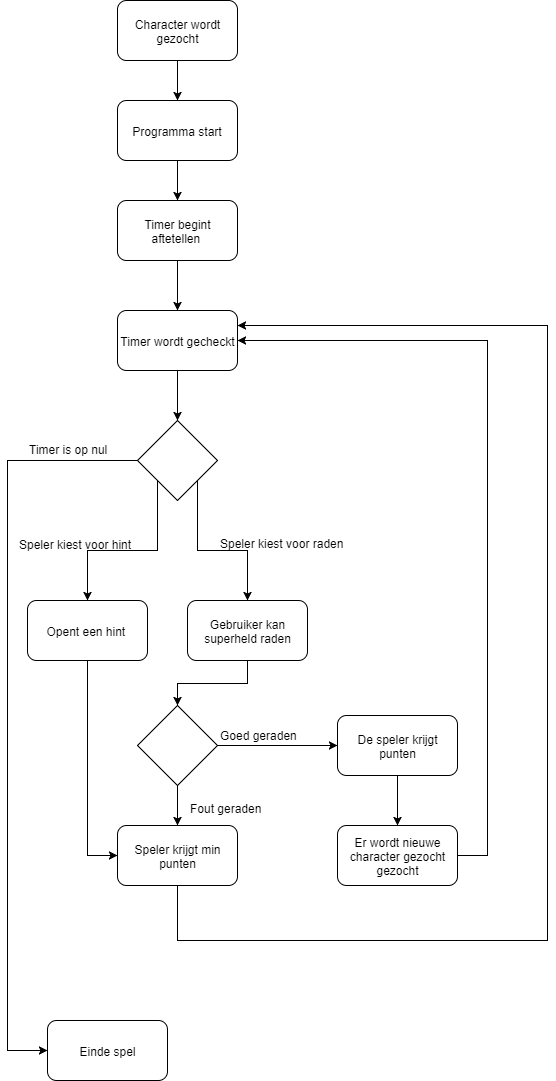 Character wordt
gezocht
Programma start
Timer begint
aftetellen
Timer wordt gecheckt
Timer is op nul
Speler kiest voor hint
Speler kiest voor raden
Opent een hint
Gebruiker kan
superheld raden
Goed geraden
De speler krijgt
punten
Fout geraden
Speler krijgt min
punten
Er wordt nieuwe
character gezocht
gezocht
Einde spel